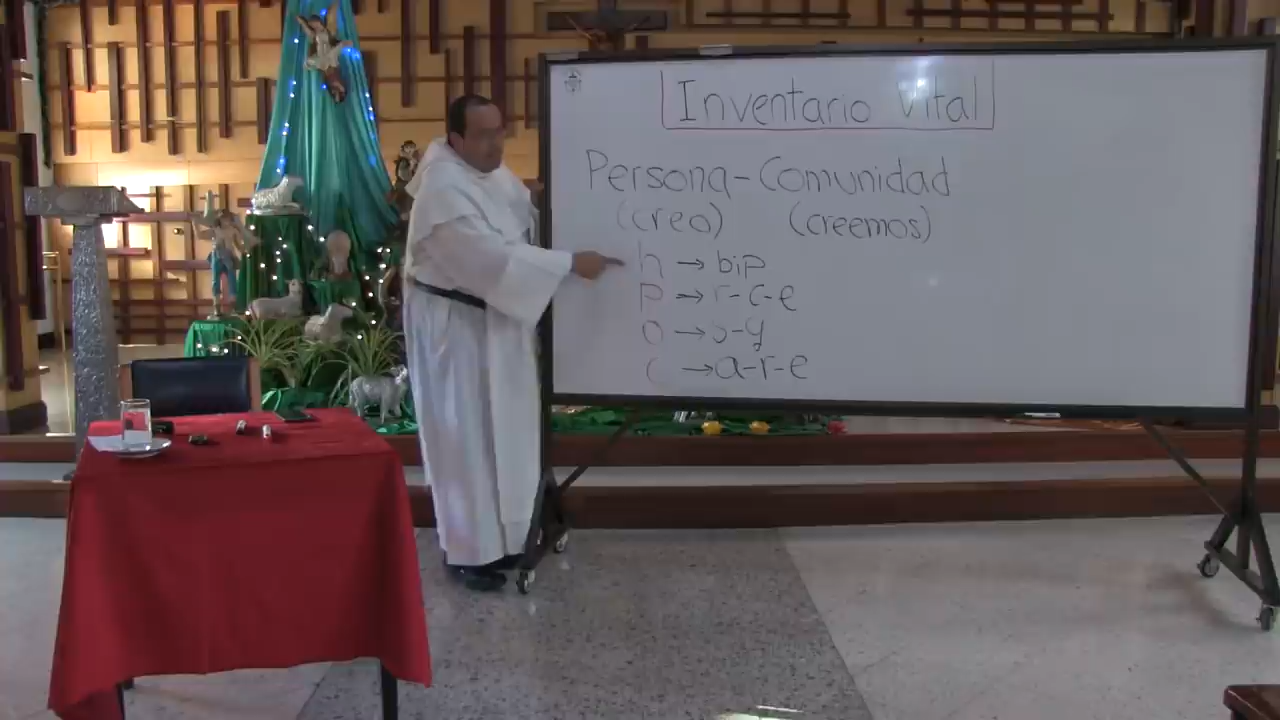 Inventario Vital
Persona - Comunidad
(creo) (creemos)
h → bip
p → r-c-e
o → s-y
c → a-r-e